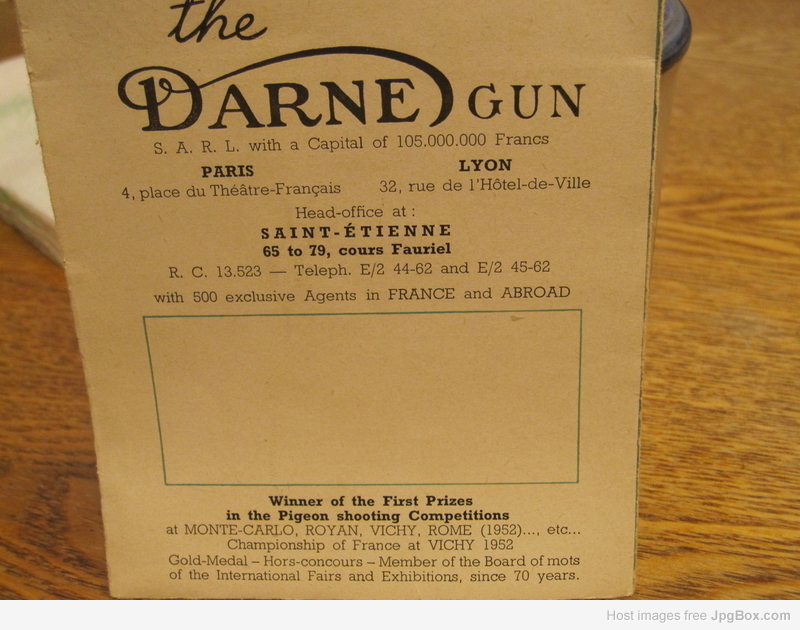 the
DARNE GUN
S. A. R. L. with a Capital of 105.000.000 Francs
PARIS LYON
4, place du Théâtre-Français 32, rue de l'Hôtel-de-Ville
Head-office at :
SAINT-ÉTIENNE
65 to 79, cours Fauriel
R. C. 13.523 — Teleph. E/2 44-62 and E/2 45-62
with 500 exclusive Agents in FRANCE and ABROAD
Winner of the First Prizes
in the Pigeon shooting Competitions
at MONTE-CARLO, ROYAN, VICHY, ROME (1952)..., etc...
Championship of France at VICHY 1952
Gold-Medal – Hors-concours – Member of the Board of mots
of the International Fairs and Exhibitions, since 70 years.
Host images free JpgBox.com